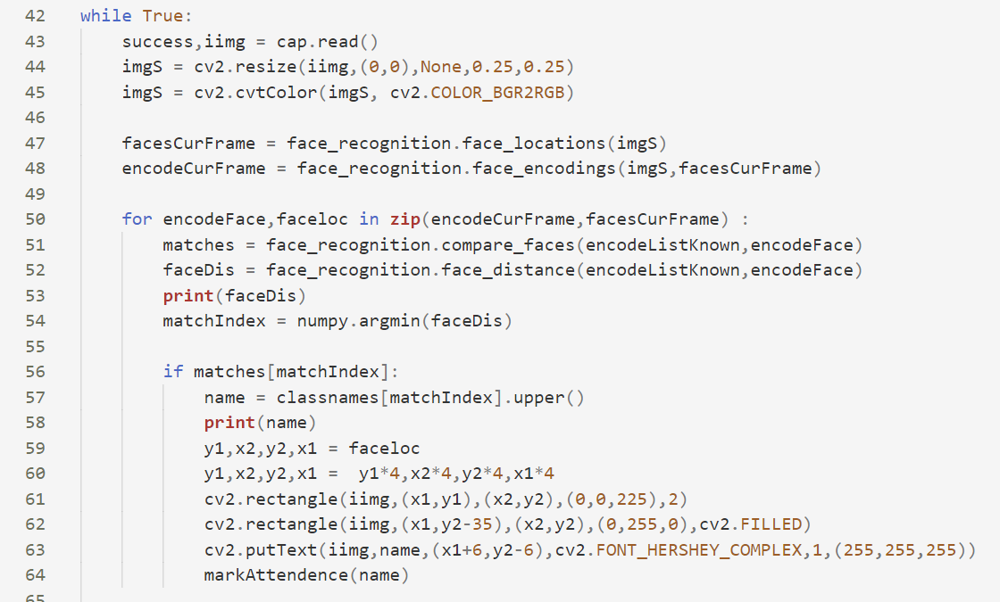 42 while True:
43     success,iimg = cap.read()
44     imgS = cv2.resize(iimg,(0,0),None,0.25,0.25)
45     imgS = cv2.cvtColor(imgS, cv2.COLOR_BGR2RGB)
46
47     facesCurFrame = face_recognition.face_locations(imgS)
48     encodeCurFrame = face_recognition.face_encodings(imgS,facesCurFrame)
49
50     for encodeFace,faceloc in zip(encodeCurFrame,facesCurFrame) :
51         matches = face_recognition.compare_faces(encodeListKnown,encodeFace)
52         faceDis = face_recognition.face_distance(encodeListKnown,encodeFace)
53         print(faceDis)
54         matchIndex = numpy.argmin(faceDis)
55
56         if matches[matchIndex]:
57             name = classnames[matchIndex].upper()
58             print(name)
59             y1,x2,y2,x1 = faceloc
60             y1,x2,y2,x1 =  y1*4,x2*4,y2*4,x1*4
61             cv2.rectangle(iimg,(x1,y1),(x2,y2),(0,0,225),2)
62             cv2.rectangle(iimg,(x1,y2-35),(x2,y2),(0,255,0),cv2.FILLED)
63             cv2.putText(iimg,name,(x1+6,y2-6),cv2.FONT_HERSHEY_COMPLEX,1,(255,255,255))
64             markAttendence(name)
65